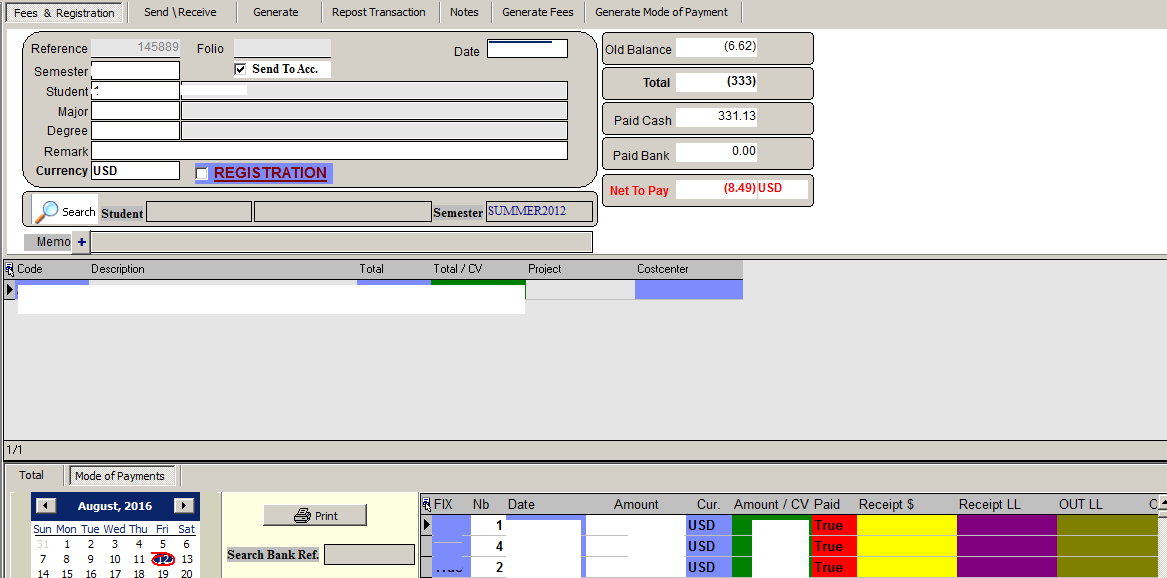 Fees & Registration Send \ Receive Generate Repost Transaction Notes Generate Fees Generate Mode of Payment
Reference 145889 Folio Date
Semester Send To Acc.
Student
Major
Degree
Remark
Currency USD REGISTRATION
Old Balance (6.62)
Total (333)
Paid Cash 331.13
Paid Bank 0.00
Net To Pay (8.49) USD
Search Student Semester SUMMER2012
Memo +
Code Description Total Total / CV Project Costcenter
1/1
Total Mode of Payments
August, 2016
Sun Mon Tue Wed Thu Fri Sat
31 1 2 3 4 5 6
7 8 9 10 11 12 13
14 15 16 17 18 19 20
Print
Search Bank Ref.
FIX Nb Date Amount Cur. Amount / CV Paid Receipt $ Receipt LL OUT LL
1 USD True
4 USD True
2 USD True